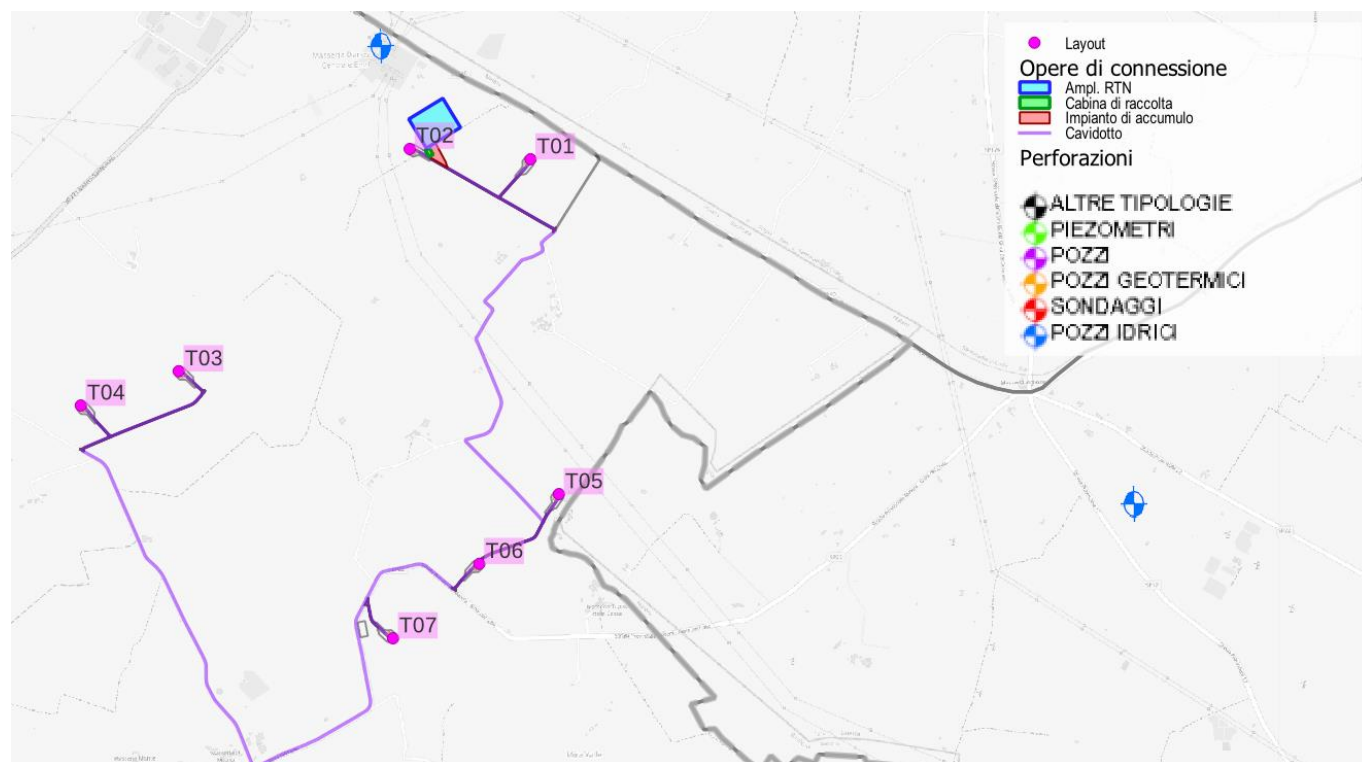 Layout
Opere di connessione
Ampl. RTN
Cabina di raccolta
Impianto di accumulo
Cavidotto
Perforazioni
ALTRE TIPOLOGIE
PIEZOMETRI
POZZI
POZZI GEOTERMICI
SONDAGGI
POZZI IDRICI
T02
T01
T03
T04
T05
T06
T07